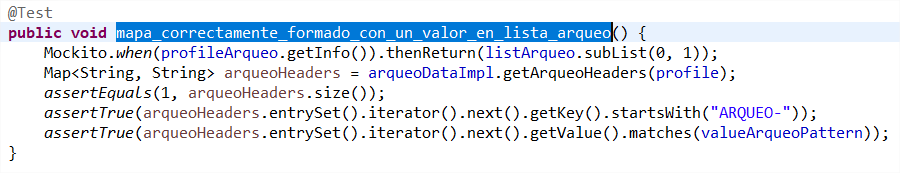 @Test
public void mapa_correctamente_formado_con_un_valor_en_lista_arqueo() {
    Mockito.when(profileArqueo.getInfo()).thenReturn(listArqueo.subList(0, 1));
    Map<String, String> arqueoHeaders = arqueoDataImpl.getArqueoHeaders(profile);
    assertEquals(1, arqueoHeaders.size());
    assertTrue(arqueoHeaders.entrySet().iterator().next().getKey().startsWith("ARQUEO-"));
    assertTrue(arqueoHeaders.entrySet().iterator().next().getValue().matches(valueArqueoPattern));
}